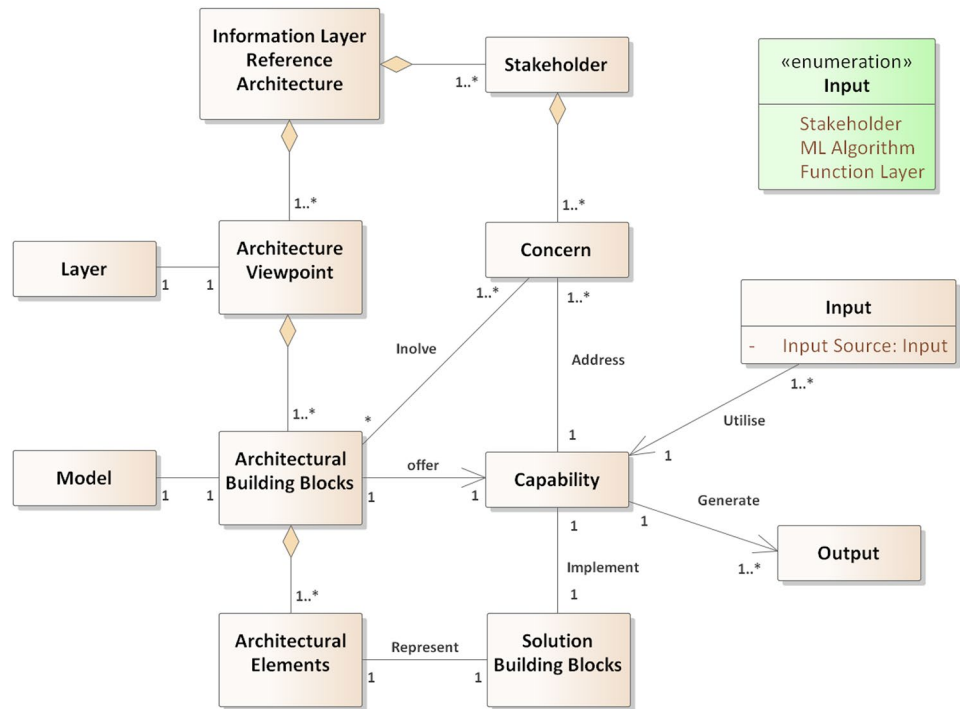 Information Layer
Reference
Architecture
1..*
Stakeholder
«enumeration»
Input
Stakeholder
ML Algorithm
Function Layer
1..*
1..*
Layer
1
1
Architecture
Viewpoint
Concern
1..*
1..*
Input
- Input Source: Input
Inolve
Address
1..*
1..*
*
1
Utilise
1
Model
1
1
Architectural
Building Blocks
1
offer
1
Capability
1
1
Generate
1..*
Output
Implement
1..*
1
Architectural
Elements
1
Represent
1
Solution
Building Blocks